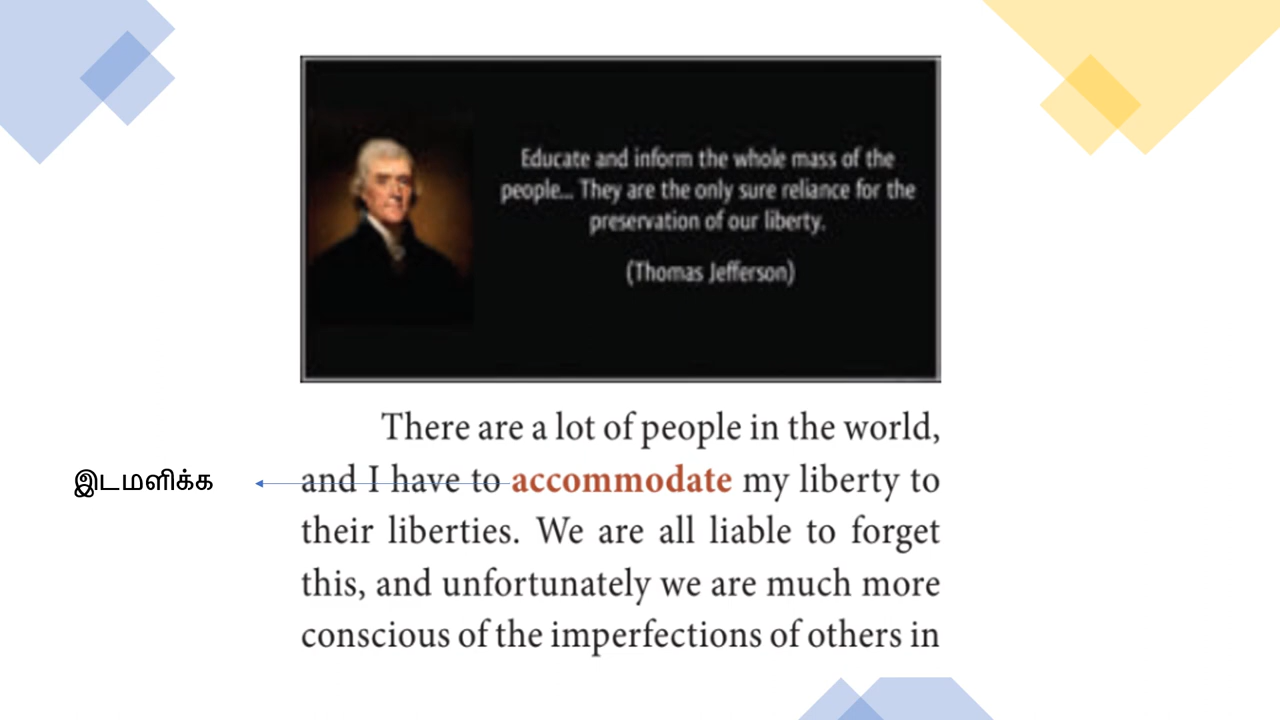 Educate and inform the whole mass of the
people... They are the only sure reliance for the
preservation of our liberty.
(Thomas Jefferson)
There are a lot of people in the world,
and I have to accommodate my liberty to
their liberties. We are all liable to forget
this, and unfortunately we are much more
conscious of the imperfections of others in
இடமளிக்க